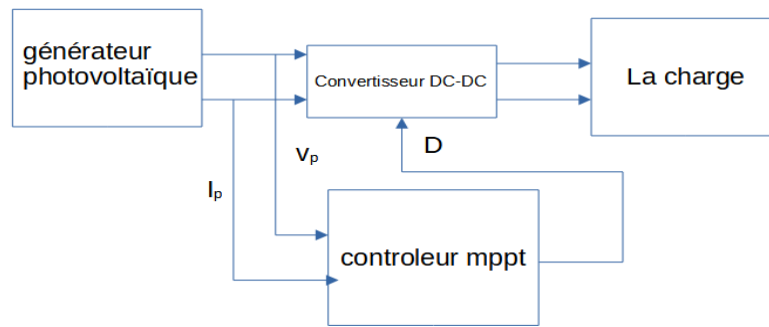 générateur
photovoltaïque
Convertisseur DC-DC
La charge
D
vₚ
Iₚ
controleur mppt